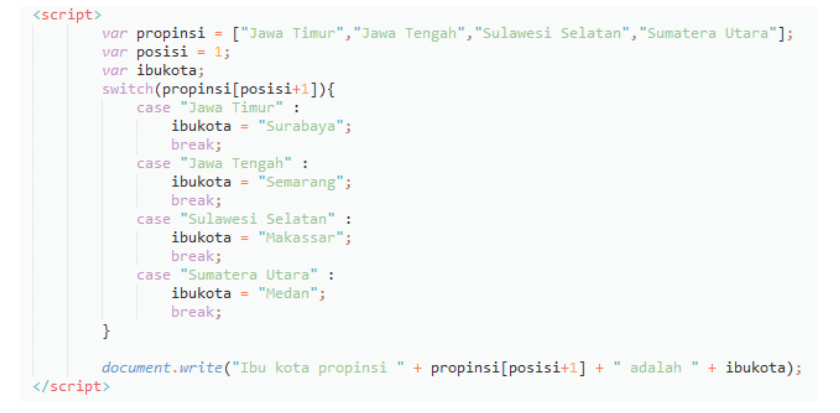 <script>
var propinsi = ["Jawa Timur","Jawa Tengah","Sulawesi Selatan","Sumatera Utara"];
var posisi = 1;
var ibukota;
switch(propinsi[posisi+1]){
case "Jawa Timur" :
ibukota = "Surabaya";
break;
case "Jawa Tengah" :
ibukota = "Semarang";
break;
case "Sulawesi Selatan" :
ibukota = "Makassar";
break;
case "Sumatera Utara" :
ibukota = "Medan";
break;
}
document.write("Ibu kota propinsi " + propinsi[posisi+1] + " adalah " + ibukota);
</script>